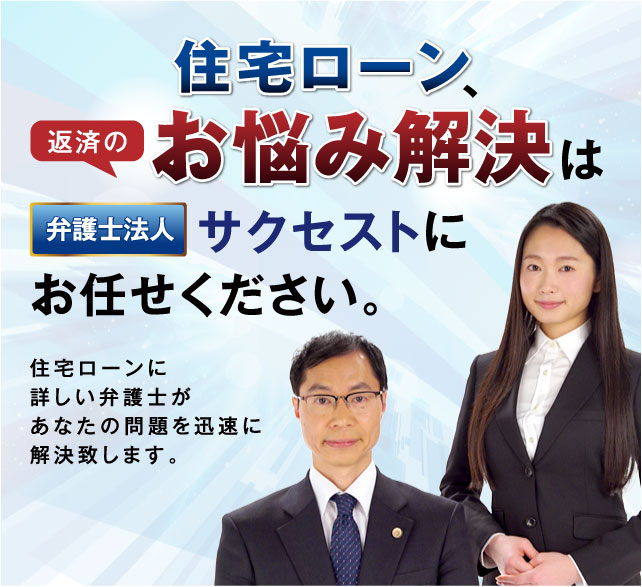 住宅ローン、
返済のお悩み解決は
弁護士法人 サクセストに
お任せください。
住宅ローンに
詳しい弁護士が
あなたの問題を迅速に
解決致します。